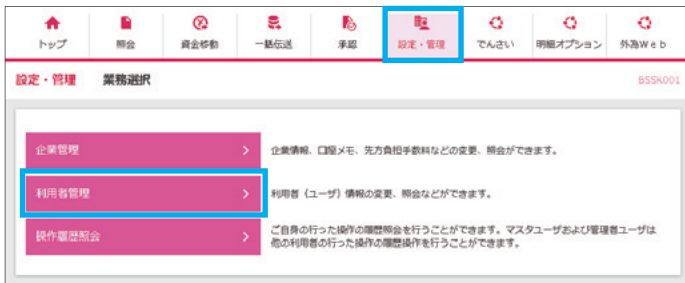 トップ
照会
資金移動
一括伝送
承認
設定・管理
でんさい
明細オプション
外為Web
設定・管理 業務選択 BSSK001
企業管理
企業情報、口座メモ、先方負担手数料などの変更、照会ができます。
利用者管理
利用者（ユーザ）情報の変更、照会などができます。
操作履歴照会
ご自身の行った操作の履歴照会を行うことができます。マスタユーザおよび管理者ユーザは
他の利用者の行った操作の履歴操作を行うことができます。